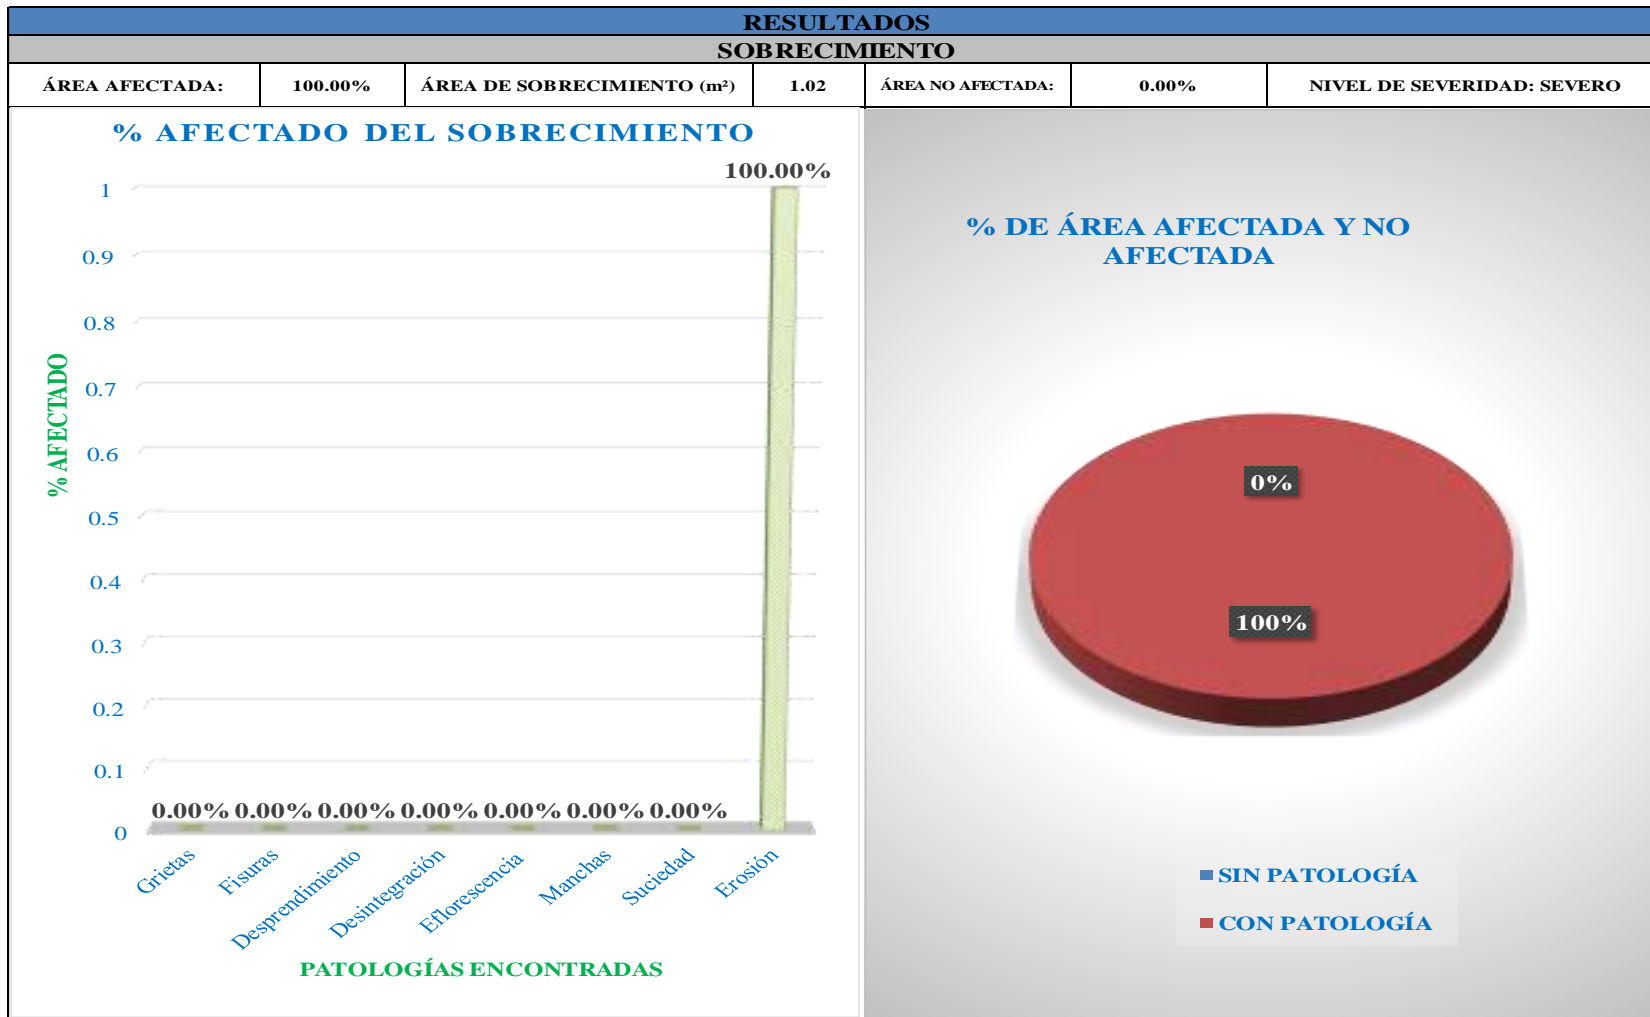 RESULTADOS
SOBRECIMIENTO
ÁREA AFECTADA: 100.00% ÁREA DE SOBRECIMIENTO (m²) 1.02 ÁREA NO AFECTADA: 0.00% NIVEL DE SEVERIDAD: SEVERO
% AFECTADO DEL SOBRECIMIENTO
100.00%
1
0.9
0.8
0.7
0.6
0.5
0.4
0.3
0.2
0.1
0
% AFECTADO
0.00% 0.00% 0.00% 0.00% 0.00% 0.00% 0.00%
Grietas
Fisuras
Desprendimiento
Desintegración
Eflorescencia
Manchas
Suciedad
Erosión
PATOLOGÍAS ENCONTRADAS
% DE ÁREA AFECTADA Y NO
AFECTADA
0%
100%
SIN PATOLOGÍA
CON PATOLOGÍA